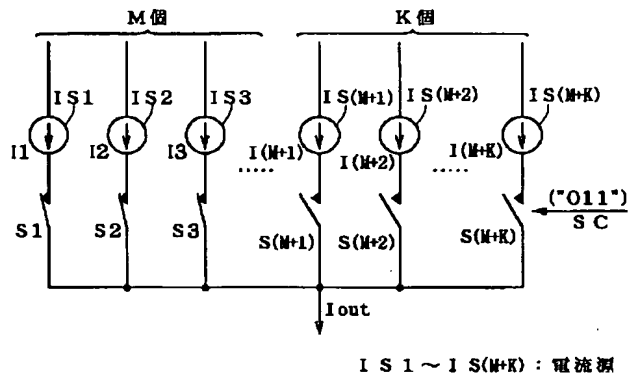 M個 K個
IS1 IS2 IS3 IS(M+1) IS(M+2) IS(M+K)
I1 I2 I3 I(M+1) I(M+2) I(M+K)
..... .....
("011")
SC
S1 S2 S3 S(M+1) S(M+2) S(M+K)
Iout
IS1～IS(M+K)：電流源